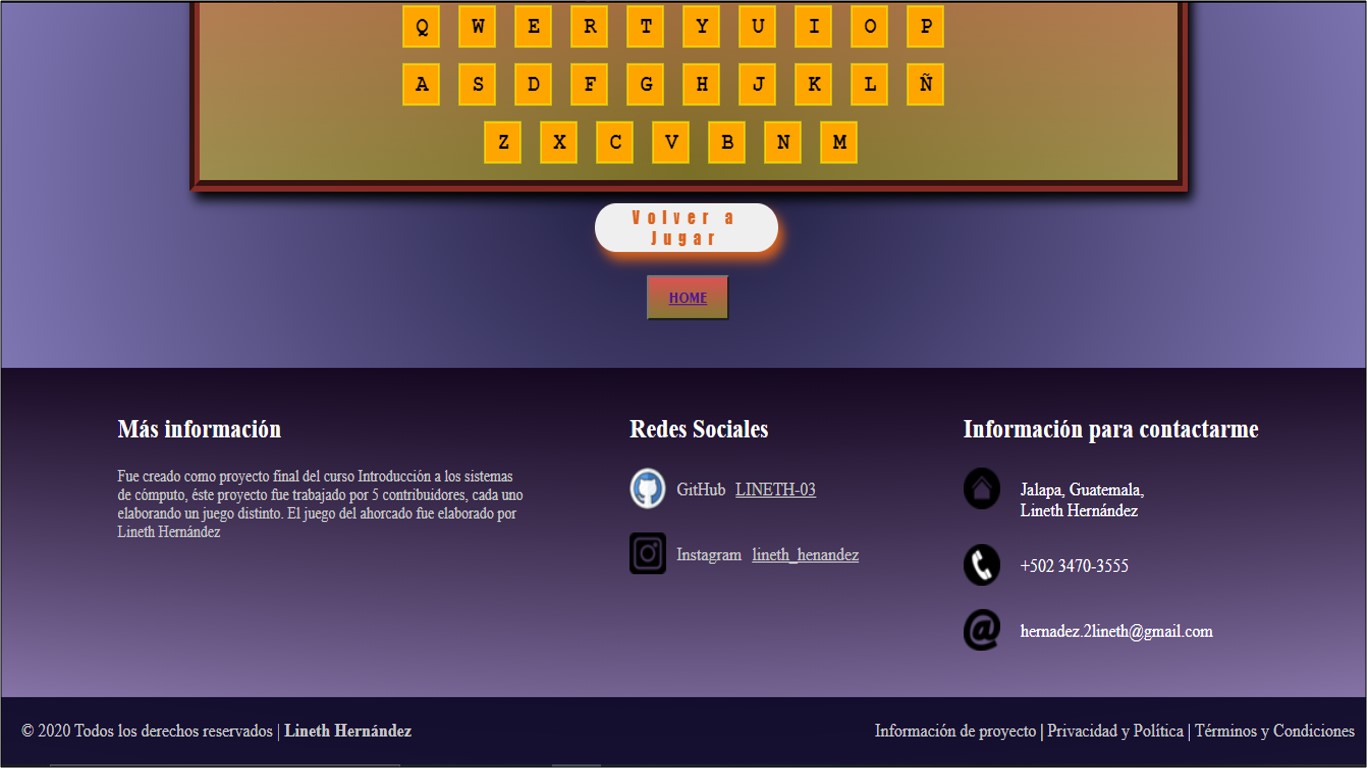 Q W E R T Y U I O P
A S D F G H J K L Ñ
Z X C V B N M
Volver a
Jugar
HOME
Más información
Fue creado como proyecto final del curso Introducción a los sistemas
de cómputo, éste proyecto fue trabajado por 5 contribuidores, cada uno
elaborando un juego distinto. El juego del ahorcado fue elaborado por
Lineth Hernández
Redes Sociales
GitHub LINETH-03
Instagram lineth_henandez
Información para contactarme
Jalapa, Guatemala,
Lineth Hernández
+502 3470-3555
hernadez.2lineth@gmail.com
© 2020 Todos los derechos reservados | Lineth Hernández
Información de proyecto | Privacidad y Política | Términos y Condiciones